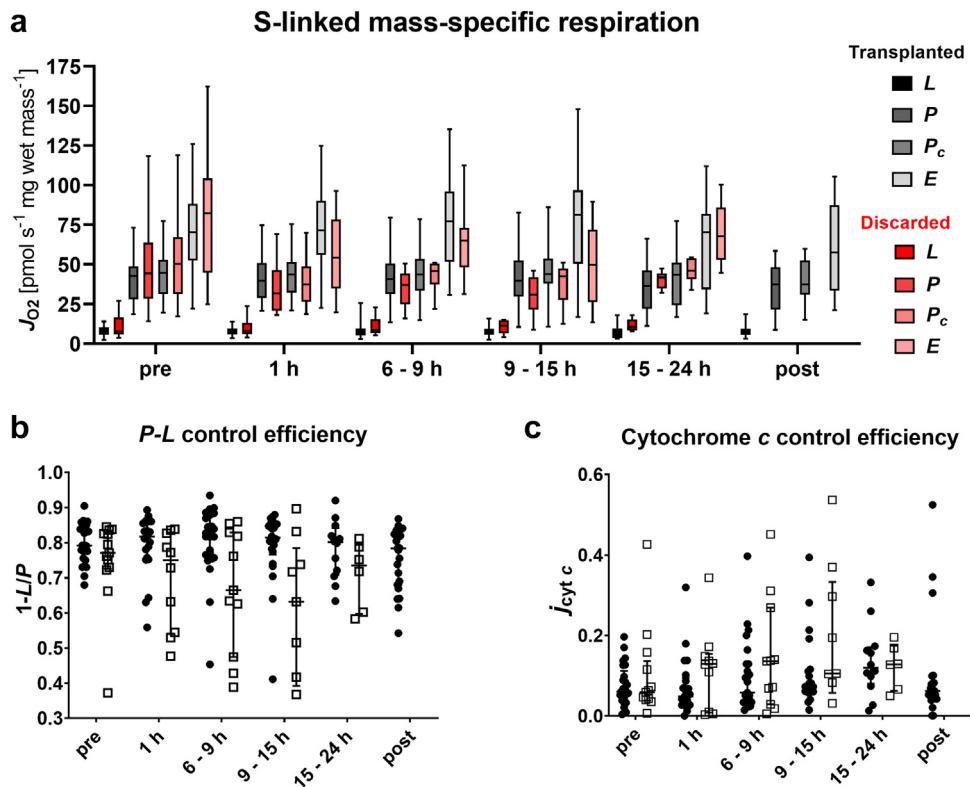 a
S-linked mass-specific respiration
J_O2 [pmol s⁻¹ mg wet mass⁻¹]
175
150
125
100
75
50
25
0
pre
1 h
6 - 9 h
9 - 15 h
15 - 24 h
post
Transplanted
L
P
P_c
E
Discarded
L
P
P_c
E
b
P-L control efficiency
1-L/P
1.0
0.9
0.8
0.7
0.6
0.5
0.4
0.3
pre
1 h
6 - 9 h
9 - 15 h
15 - 24 h
post
c
Cytochrome c control efficiency
j_cyt c
0.6
0.4
0.2
0.0
pre
1 h
6 - 9 h
9 - 15 h
15 - 24 h
post